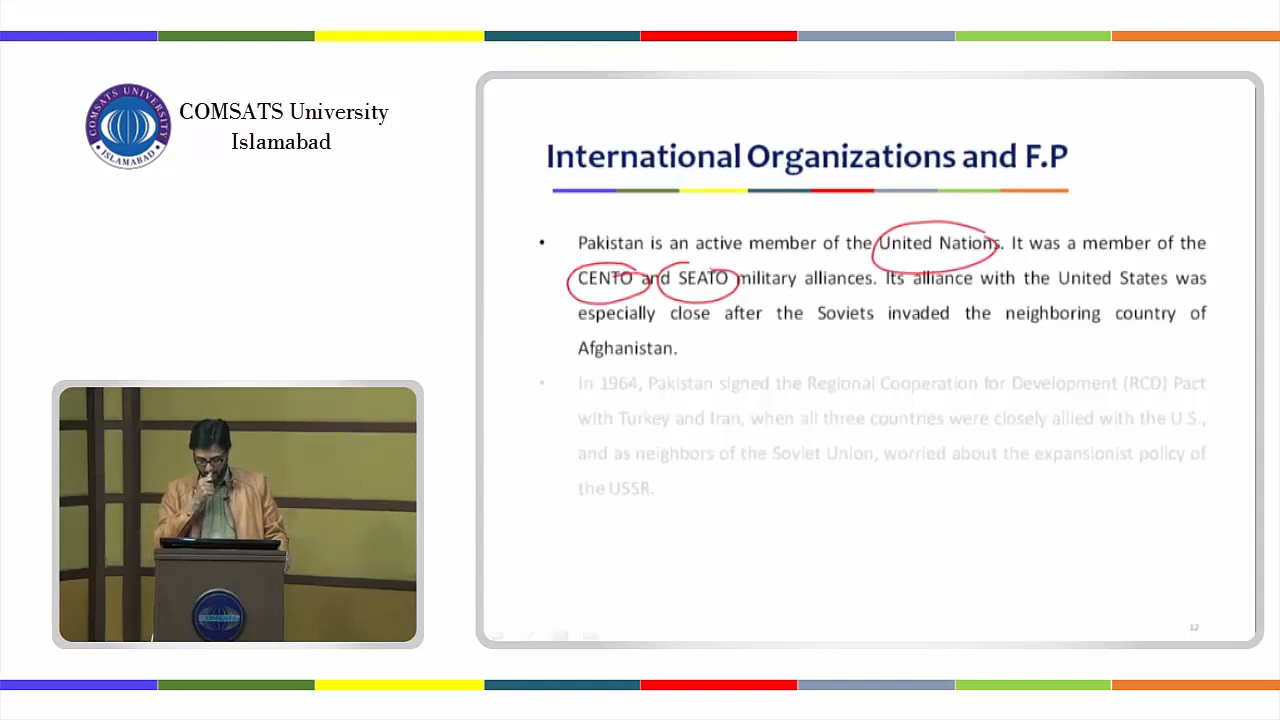 COMSATS UNIVERSITY
ISLAMABAD
COMSATS University
Islamabad
International Organizations and F.P
• Pakistan is an active member of the United Nations. It was a member of the
CENTO and SEATO military alliances. Its alliance with the United States was
especially close after the Soviets invaded the neighboring country of
Afghanistan.
• In 1964, Pakistan signed the Regional Cooperation for Development (RCD) Pact
with Turkey and Iran, when all three countries were closely allied with the U.S.,
and as neighbors of the Soviet Union, worried about the expansionist policy of
the USSR.
12